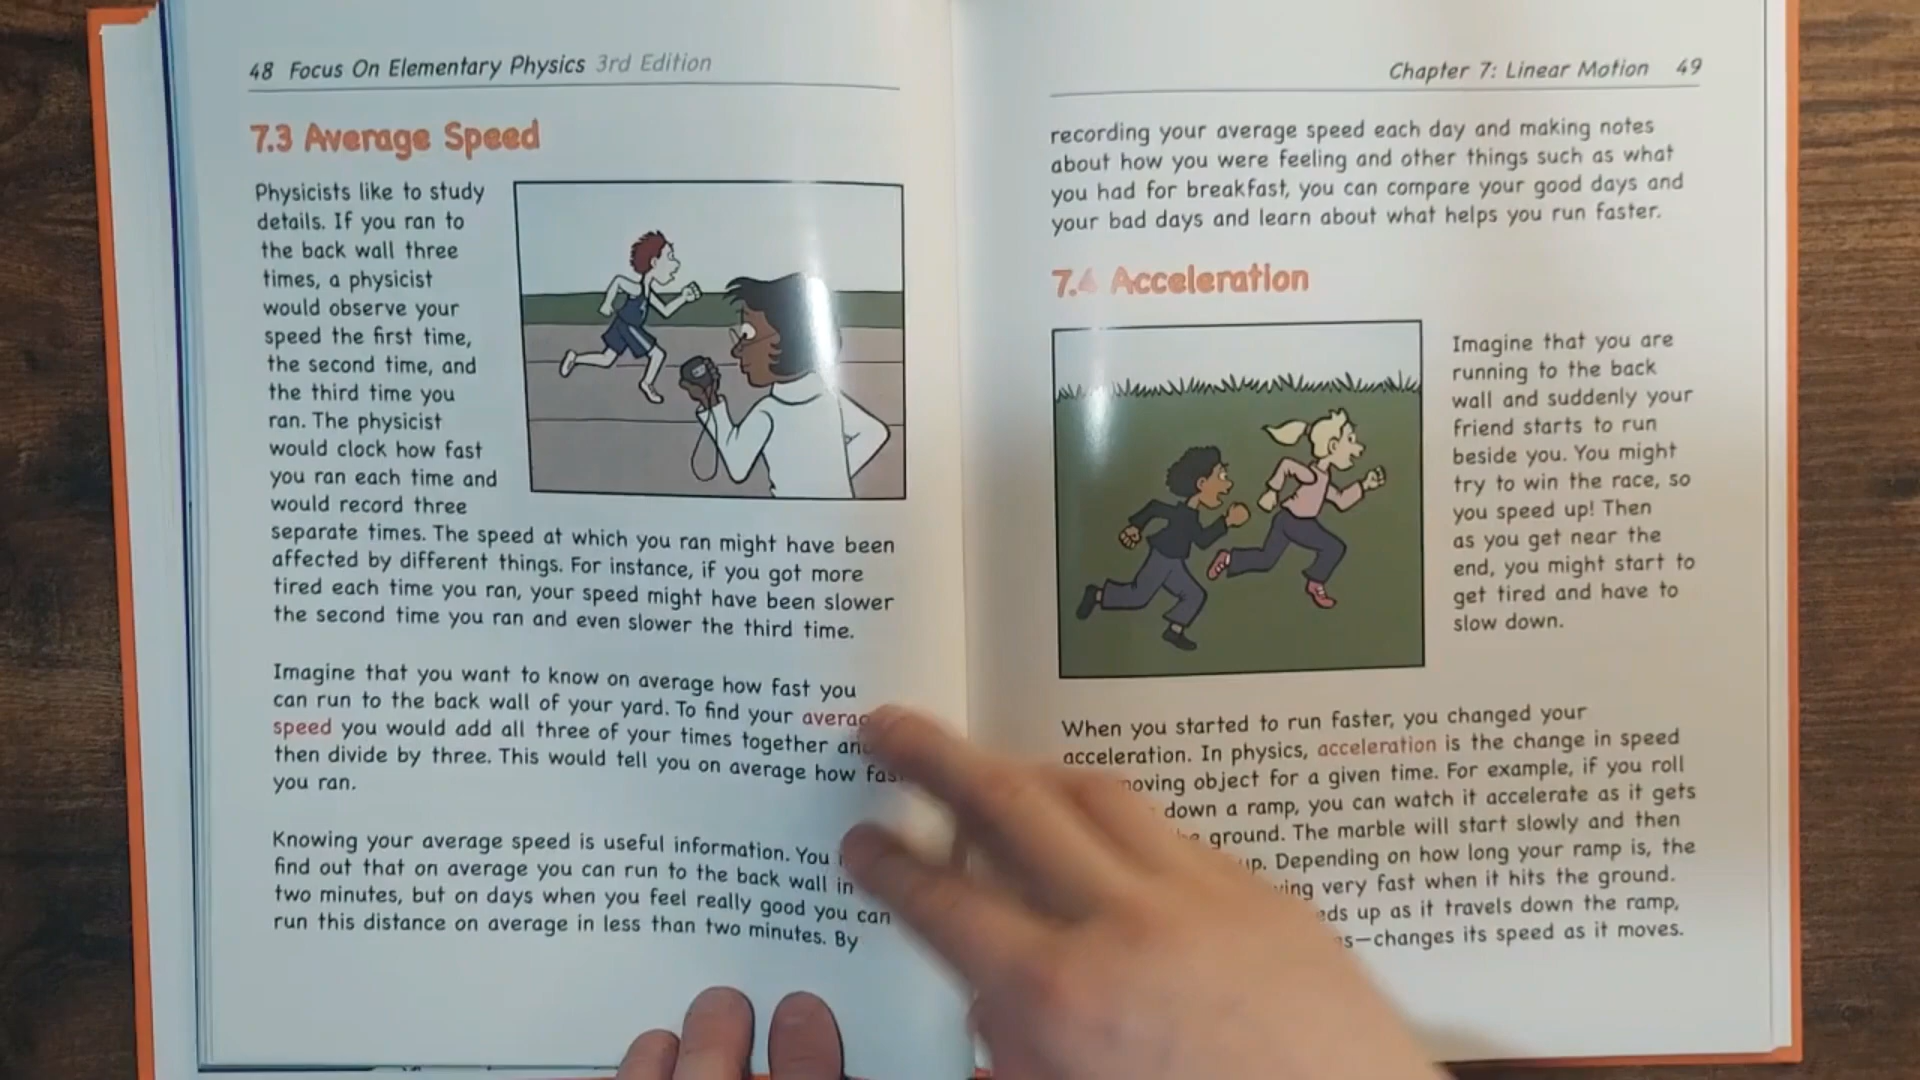 48 Focus On Elementary Physics 3rd Edition
7.3 Average Speed
Physicists like to study
details. If you ran to
the back wall three
times, a physicist
would observe your
speed the first time,
the second time, and
the third time you
ran. The physicist
would clock how fast
you ran each time and
would record three
separate times. The speed at which you ran might have been
affected by different things. For instance, if you got more
tired each time you ran, your speed might have been slower
the second time you ran and even slower the third time.
Imagine that you want to know on average how fast you
can run to the back wall of your yard. To find your
speed you would add all three of your times together
then divide by three. This would tell you on average how
you ran.
Knowing your average speed is useful information. You
find out that on average you can run to the back wall in
two minutes, but on days when you feel really good you can
run this distance on average in less than two minutes. By
Chapter 7: Linear Motion 49
recording your average speed each day and making notes
about how you were feeling and other things such as what
you had for breakfast, you can compare your good days and
your bad days and learn about what helps you run faster.
7.4 Acceleration
Imagine that you are
running to the back
wall and suddenly your
friend starts to run
beside you. You might
try to win the race, so
you speed up! Then
as you get near the
end, you might start to
get tired and have to
slow down.
When you started to run faster, you changed your
acceleration. In physics, acceleration is the change in speed
object for a given time. For example, if you roll
down a ramp, you can watch it accelerate as it gets
ground. The marble will start slowly and then
up. Depending on how long your ramp is, the
very fast when it hits the ground.
up as it travels down the ramp,
—changes its speed as it moves.